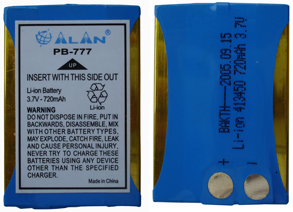 ALAN
PB-777
UP
INSERT WITH THIS SIDE OUT
Li-ion Battery
3.7V - 720mAh
Li-ion
WARNING
DO NOT DISPOSE IN FIRE, PUT IN
BACKWARDS, DISASSEMBLE, MIX
WITH OTHER BATTERY TYPES,
MAY EXPLODE, CATCH FIRE, LEAK
AND CAUSE PERSONAL INJURY,
NEVER TRY TO CHARGE THESE
BATTERIES USING ANY DEVICE
OTHER THAN THE SPECIFIED
CHARGER.
Made in China
Li-ion 413450 720mAh 3.7V
BAKTH----2005.09.15
+ -